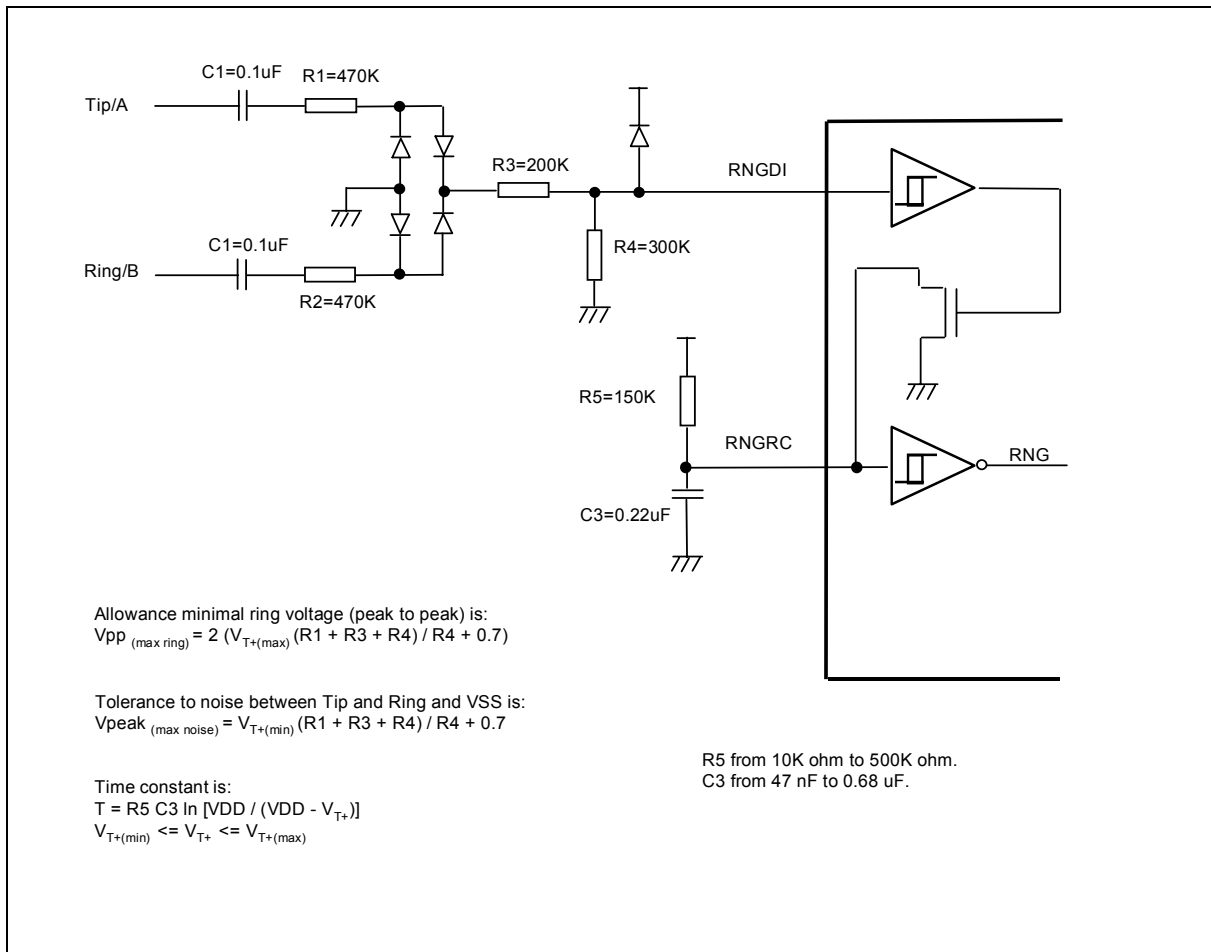 C1=0.1uF
R1=470K
Tip/A
R3=200K
RNGDI
C1=0.1uF
R4=300K
Ring/B
R2=470K
R5=150K
RNGRC
RNG
C3=0.22uF
Allowance minimal ring voltage (peak to peak) is:
Vpp (max ring) = 2 (VT+(max) (R1 + R3 + R4) / R4 + 0.7)
Tolerance to noise between Tip and Ring and VSS is:
Vpeak (max noise) = VT+(min) (R1 + R3 + R4) / R4 + 0.7
R5 from 10K ohm to 500K ohm.
C3 from 47 nF to 0.68 uF.
Time constant is:
T = R5 C3 ln [VDD / (VDD - VT+)]
VT+(min) <= VT+ <= VT+(max)